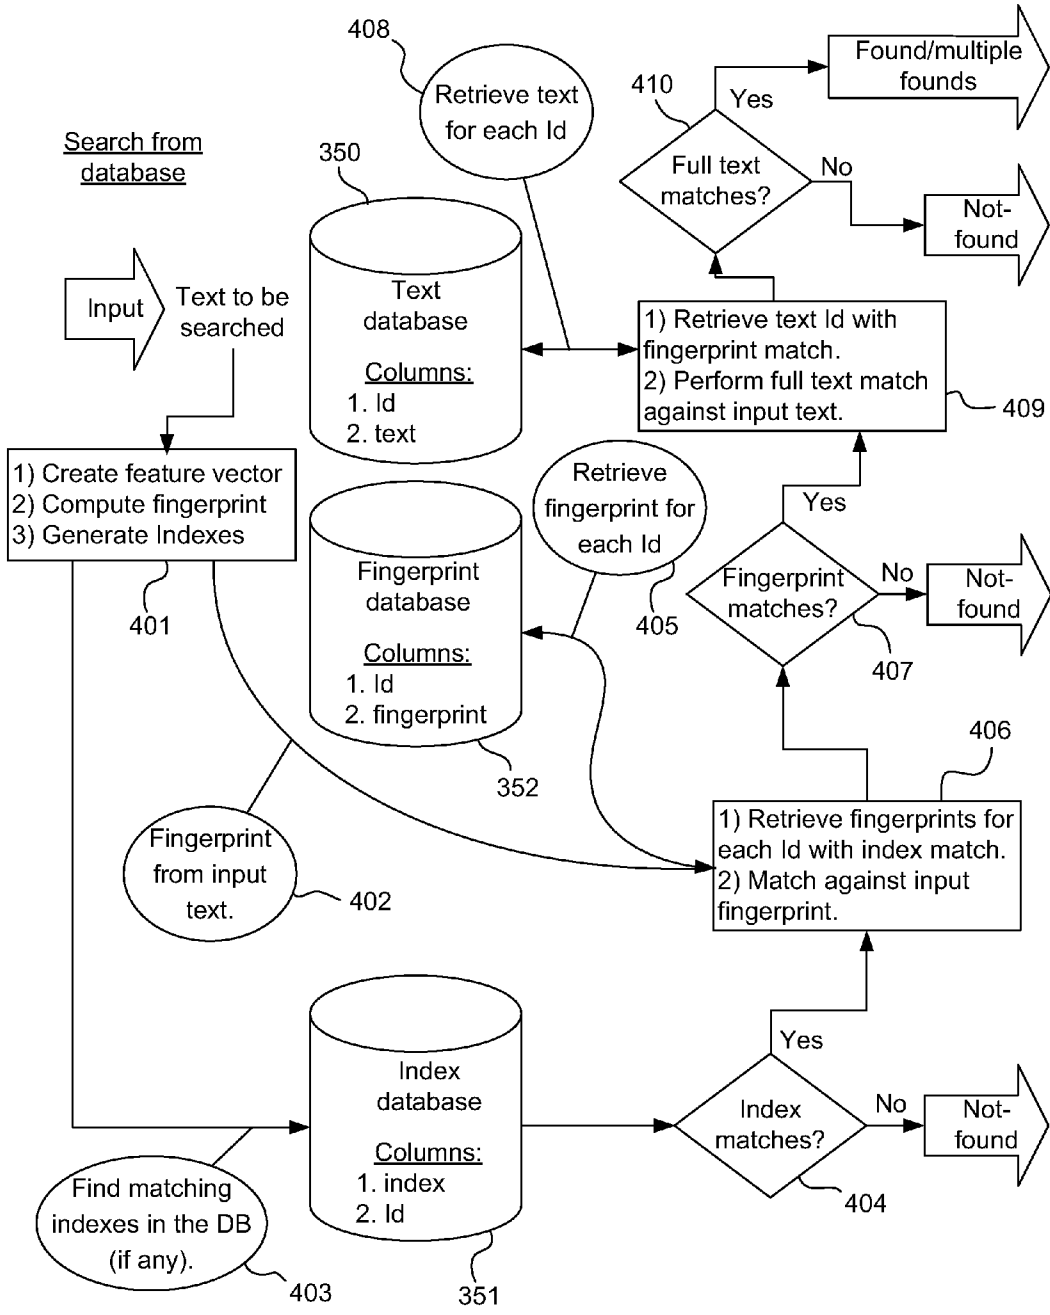 408
Retrieve text
for each Id
Found/multiple
founds
410
Yes
Search from
database
350
Full text
matches?
No
Not-
found
Input
Text to be
searched
Text
database
Columns:
1. Id
2. text
1) Retrieve text Id with
fingerprint match.
2) Perform full text match
against input text.
409
1) Create feature vector
2) Compute fingerprint
3) Generate Indexes
401
Retrieve
fingerprint for
each Id
405
Yes
Fingerprint
database
Columns:
1. Id
2. fingerprint
352
Fingerprint
matches?
No
Not-
found
407
406
1) Retrieve fingerprints for
each Id with index match.
2) Match against input
fingerprint.
Fingerprint
from input
text.
402
Yes
Index
database
Columns:
1. index
2. Id
351
Index
matches?
No
Not-
found
404
Find matching
indexes in the DB
(if any).
403